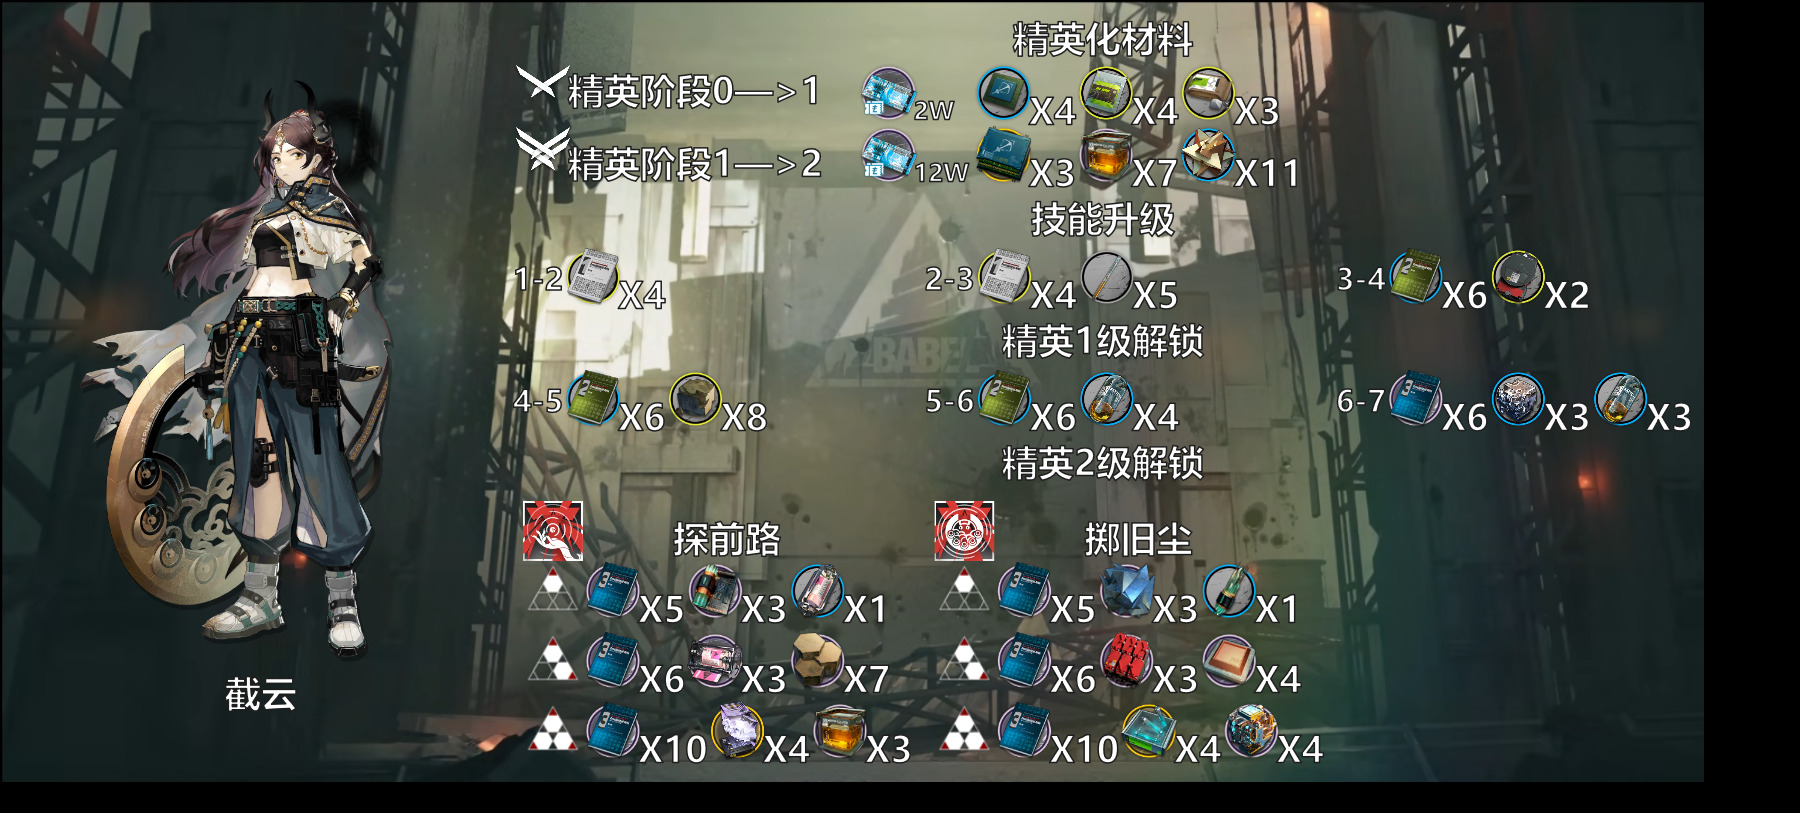 精英化材料
精英阶段0—>1 2W X4 X4 X3
精英阶段1—>2 12W X3 X7 X11
技能升级
1-2 X4 2-3 X4 X5 3-4 X6 X2
精英1级解锁
BABEL
4-5 X6 X8 5-6 X6 X4 6-7 X6 X3 X3
精英2级解锁
探前路 掷旧尘
X5 X3 X1 X5 X3 X1
X6 X3 X7 X6 X3 X4
截云
X10 X4 X3 X10 X4 X4